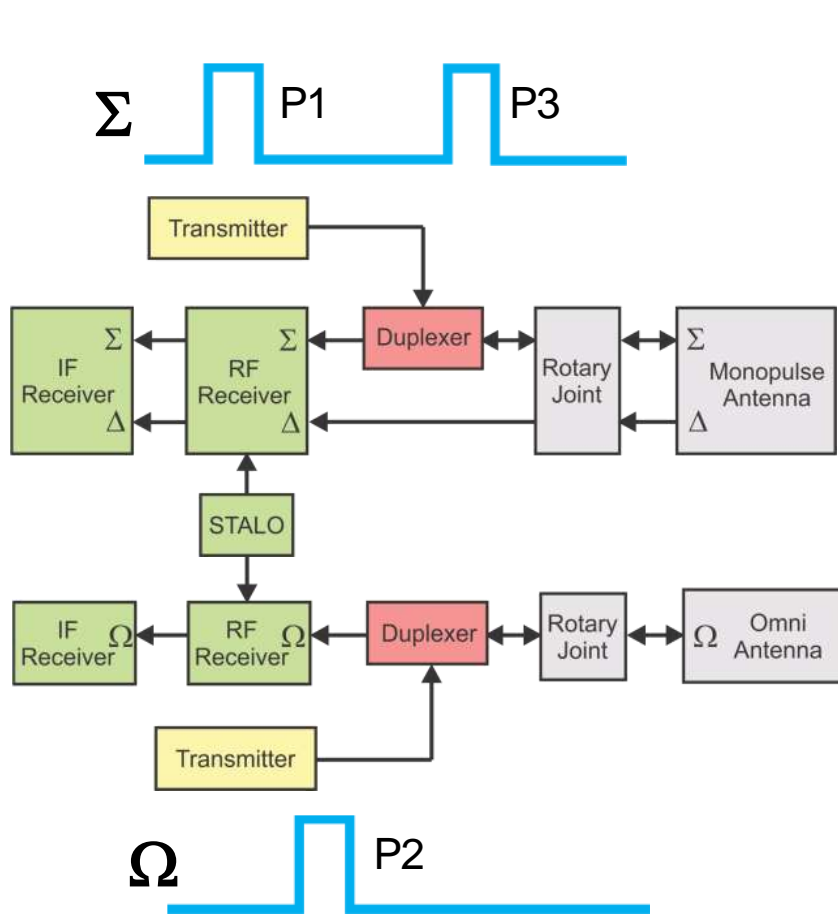 Σ
P1
P3
Transmitter
Σ
IF
Receiver
Δ
Σ
RF
Receiver
Δ
Duplexer
Rotary
Joint
Σ
Monopulse
Antenna
Δ
STALO
IF
Receiver
Ω
RF
Receiver
Ω
Duplexer
Rotary
Joint
Ω
Omni
Antenna
Transmitter
Ω
P2